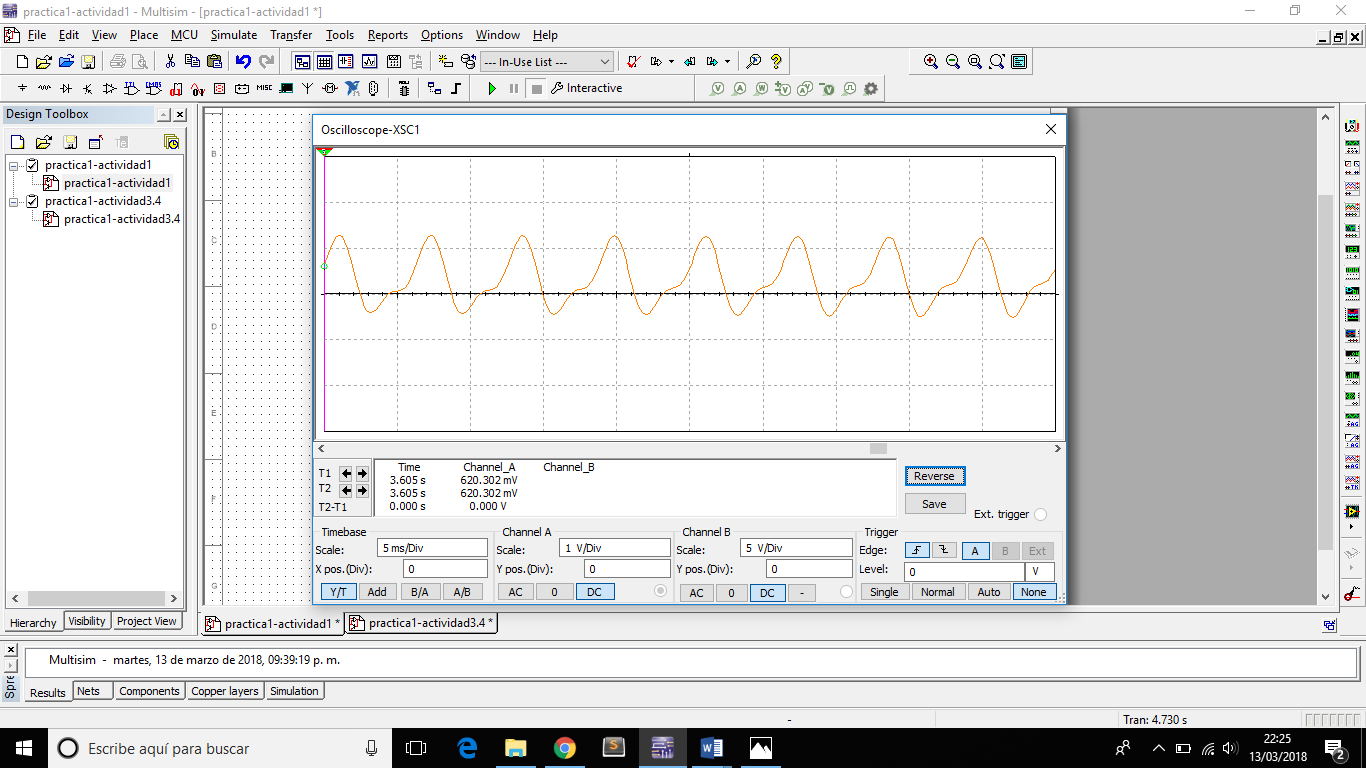 practica1-actividad1 - Multisim - [practica1-actividad1 *]
File Edit View Place MCU Simulate Transfer Tools Reports Options Window Help
--- In-Use List ---
MISC
Interactive
Design Toolbox
practica1-actividad1
practica1-actividad1
practica1-actividad3.4
practica1-actividad3.4
B
C
D
E
F
G
Oscilloscope-XSC1
Time Channel_A Channel_B
T1 3.605 s 620.302 mV
T2 3.605 s 620.302 mV
T2-T1 0.000 s 0.000 V
Reverse
Save
Ext. trigger
Timebase
Scale: 5 ms/Div
X pos.(Div): 0
Y/T Add B/A A/B
Channel A
Scale: 1 V/Div
Y pos.(Div): 0
AC 0 DC
Channel B
Scale: 5 V/Div
Y pos.(Div): 0
AC 0 DC -
Trigger
Edge: A B Ext
Level: 0 V
Single Normal Auto None
Hierarchy Visibility Project View
practica1-actividad1 * practica1-actividad3.4 *
Multisim - martes, 13 de marzo de 2018, 09:39:19 p. m.
Spre
Results Nets Components Copper layers Simulation
- Tran: 4.730 s
Escribe aquí para buscar
22:25
13/03/2018
2